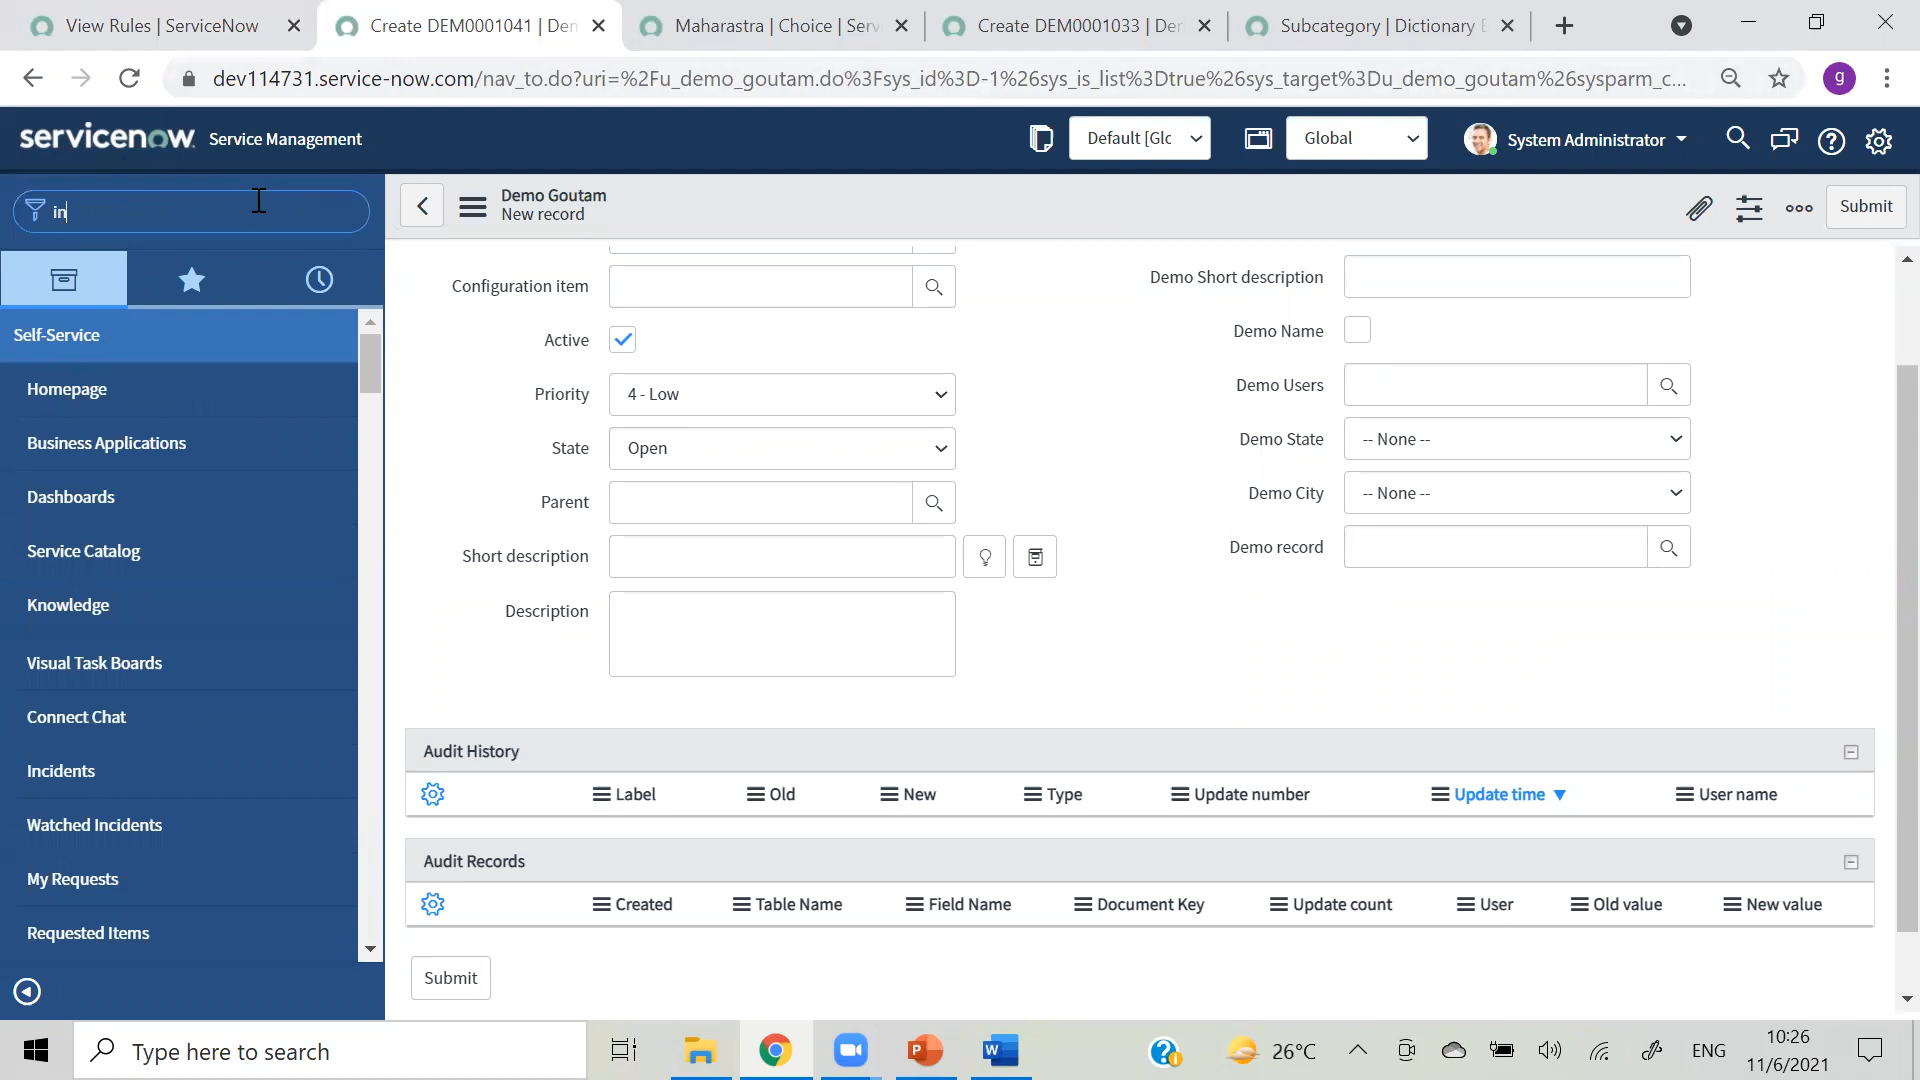 View Rules | ServiceNow
Create DEM0001041 | Den
Maharastra | Choice | Serv
Create DEM0001033 | Der
Subcategory | Dictionary E
dev114731.service-now.com/nav_to.do?uri=%2Fu_demo_goutam.do%3Fsys_id%3D-1%26sys_is_list%3Dtrue%26sys_target%3Du_demo_goutam%26sysparm_c...
g
servicenow. Service Management
Default [Glc
Global
System Administrator
in
Demo Goutam
New record
Submit
Self-Service
Homepage
Business Applications
Dashboards
Service Catalog
Knowledge
Visual Task Boards
Connect Chat
Incidents
Watched Incidents
My Requests
Requested Items
Configuration item
Active
Priority
4 - Low
State
Open
Parent
Short description
Description
Demo Short description
Demo Name
Demo Users
Demo State
-- None --
Demo City
-- None --
Demo record
Audit History
Label
Old
New
Type
Update number
Update time
User name
Audit Records
Created
Table Name
Field Name
Document Key
Update count
User
Old value
New value
Submit
Type here to search
26°C
ENG
10:26
11/6/2021